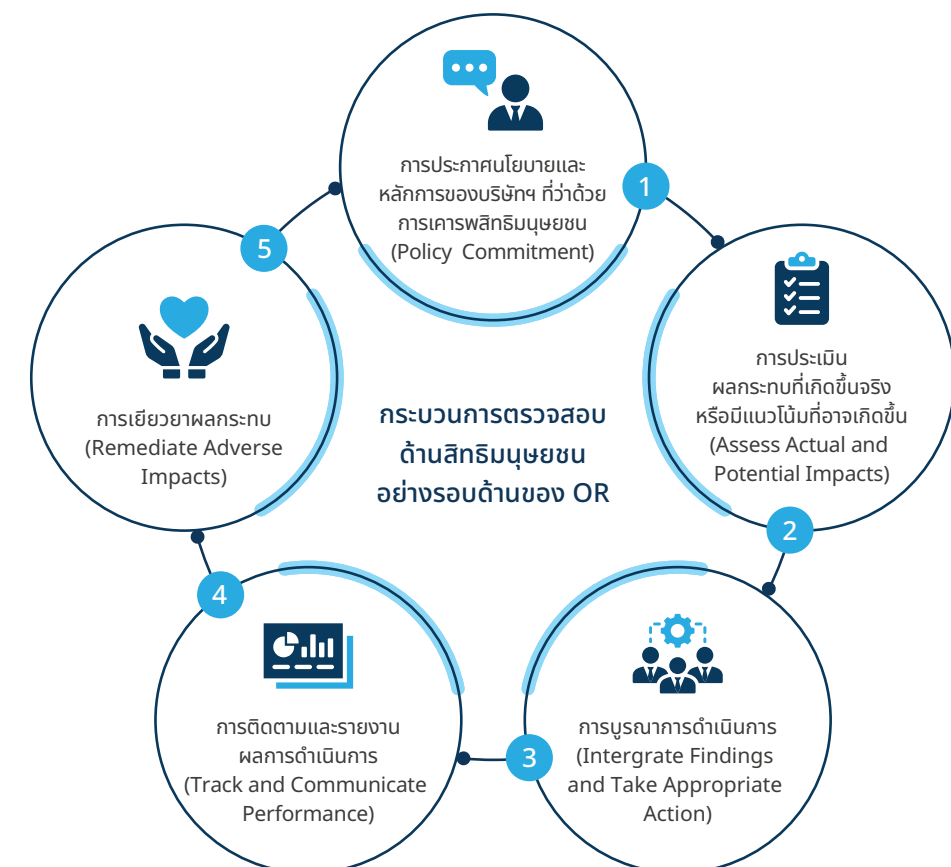 การประกาศนโยบายและ
หลักการของบริษัทฯ ที่ว่าด้วย
การเคารพสิทธิมนุษยชน
(Policy Commitment)
1
การประเมิน
ผลกระทบที่เกิดขึ้นจริง
หรือมีแนวโน้มที่อาจเกิดขึ้น
(Assess Actual and
Potential Impacts)
2
การบูรณาการดำเนินการ
(Intergrate Findings
and Take Appropriate
Action)
3
การติดตามและรายงาน
ผลการดำเนินการ
(Track and Communicate
Performance)
4
การเยียวยาผลกระทบ
(Remediate Adverse
Impacts)
5
กระบวนการตรวจสอบ
ด้านสิทธิมนุษยชน
อย่างรอบด้านของ OR